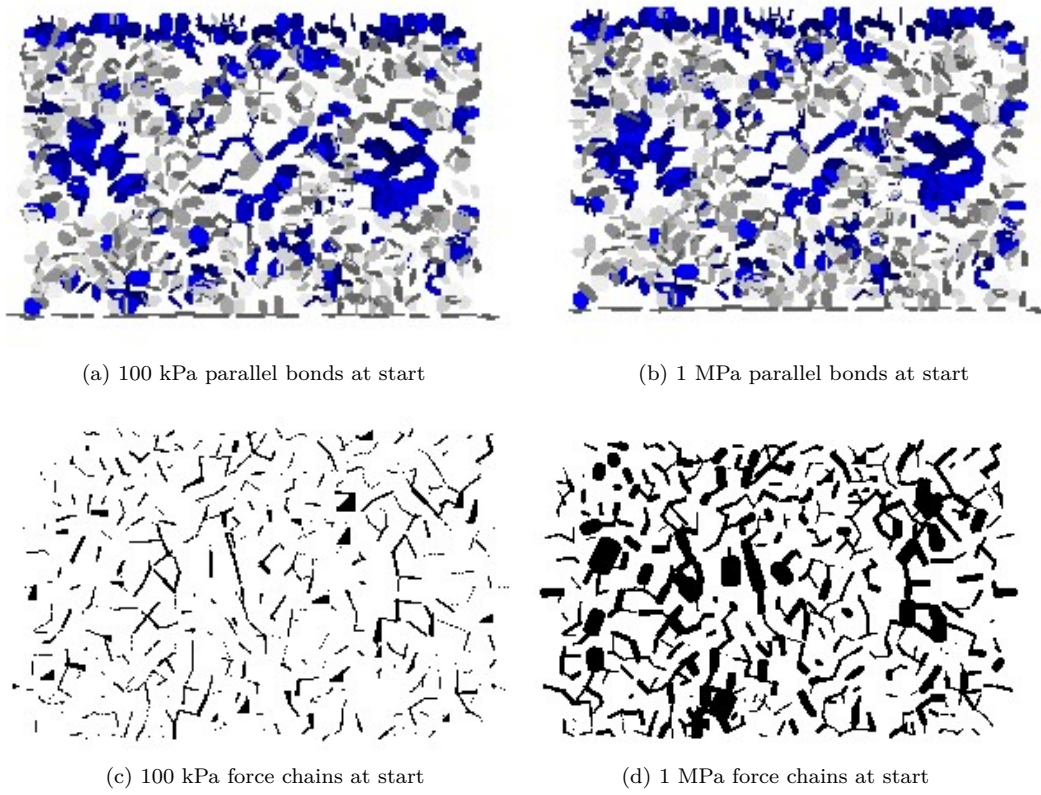 (a) 100 kPa parallel bonds at start
(b) 1 MPa parallel bonds at start
(c) 100 kPa force chains at start
(d) 1 MPa force chains at start